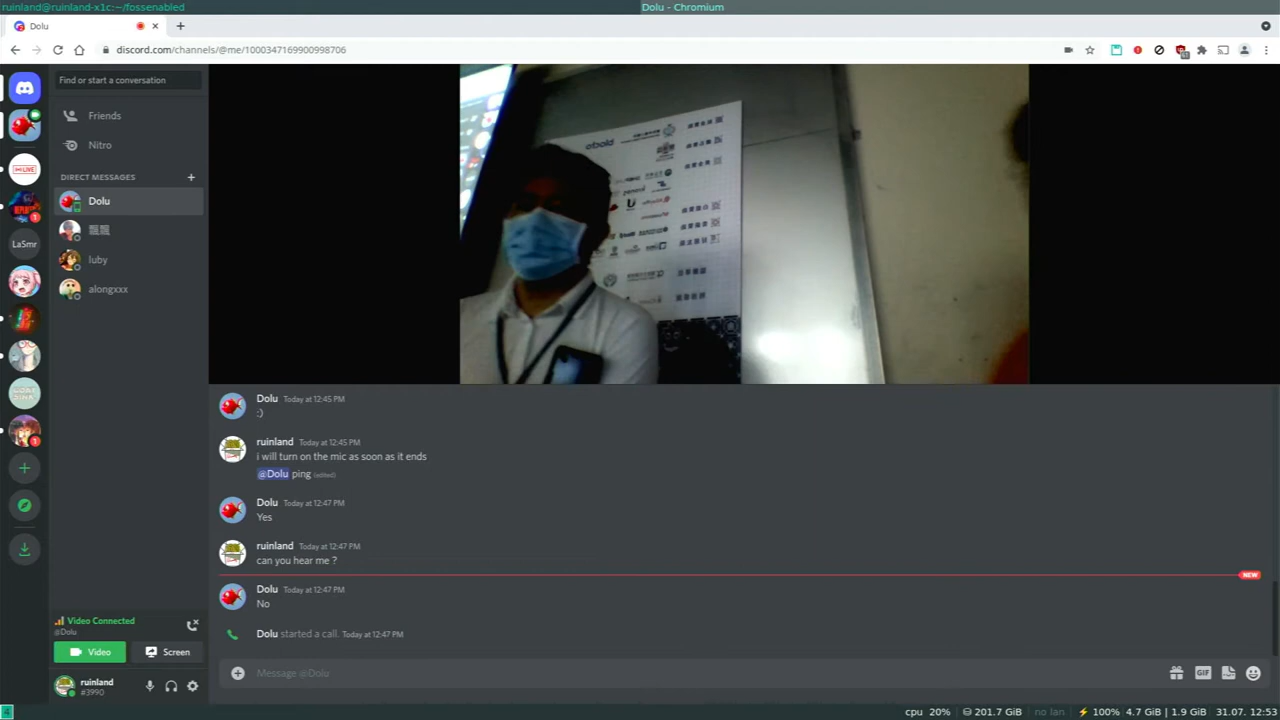 ruinland@ruinland-x1c:~/fossenabled
Dolu - Chromium
Dolu
discord.com/channels/@me/1000347169900998706
Find or start a conversation
Friends
Nitro
DIRECT MESSAGES
Dolu
luby
alongxxx
LIVE
LaSmr
Dolu Today at 12:45 PM
:)
ruinland Today at 12:45 PM
i will turn on the mic as soon as it ends
@Dolu ping (edited)
Dolu Today at 12:47 PM
Yes
ruinland Today at 12:47 PM
can you hear me ?
NEW
Dolu Today at 12:47 PM
No
Dolu started a call. Today at 12:47 PM
Message @Dolu
GIF
Video Connected
@Dolu
Video
Screen
ruinland
#3990
4
cpu 20%
201.7 GiB
no lan
100%
4.7 GiB | 1.9 GiB
31.07. 12:53